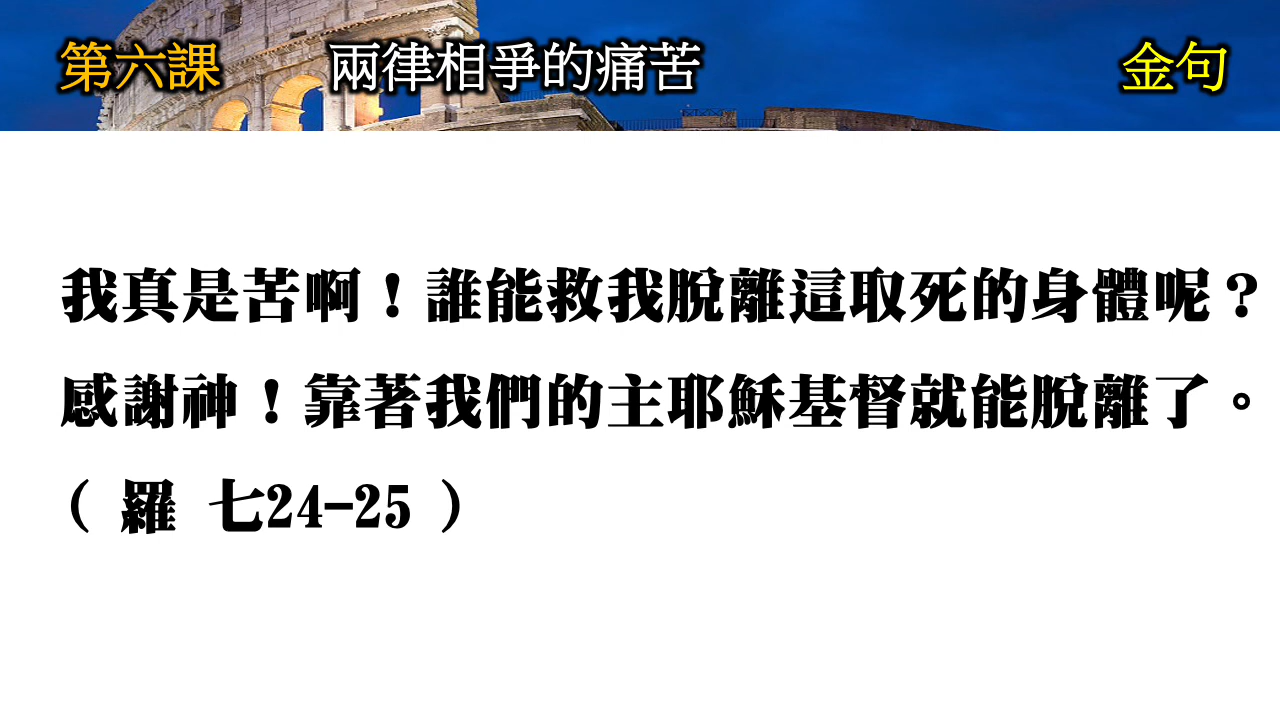 第六課 兩律相爭的痛苦 金句
我真是苦啊！誰能救我脫離這取死的身體呢？
感謝神！靠著我們的主耶穌基督就能脫離了。
( 羅 七24-25 )